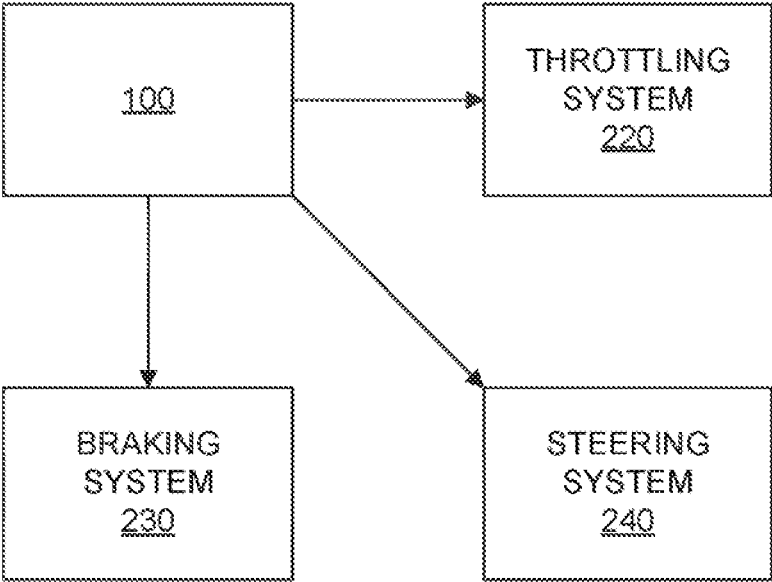 100
THROTTLING
SYSTEM
220
BRAKING
SYSTEM
230
STEERING
SYSTEM
240